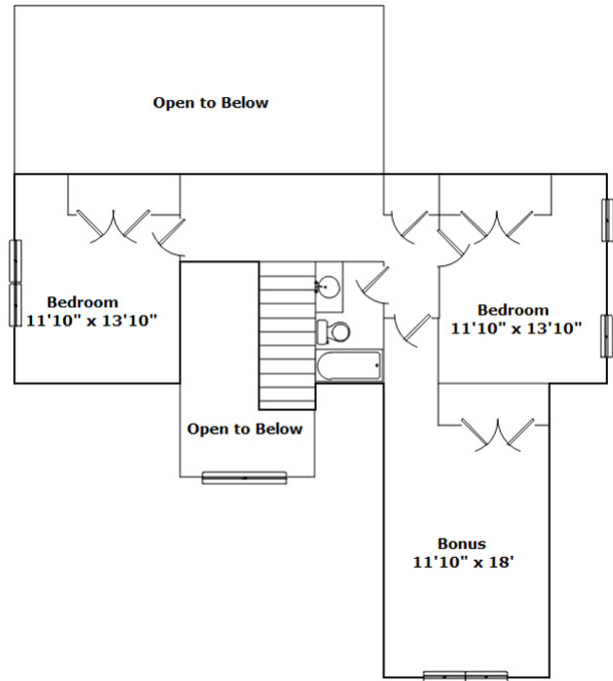 Open to Below
Bedroom
11'10" x 13'10"
Bedroom
11'10" x 13'10"
Open to Below
Bonus
11'10" x 18'